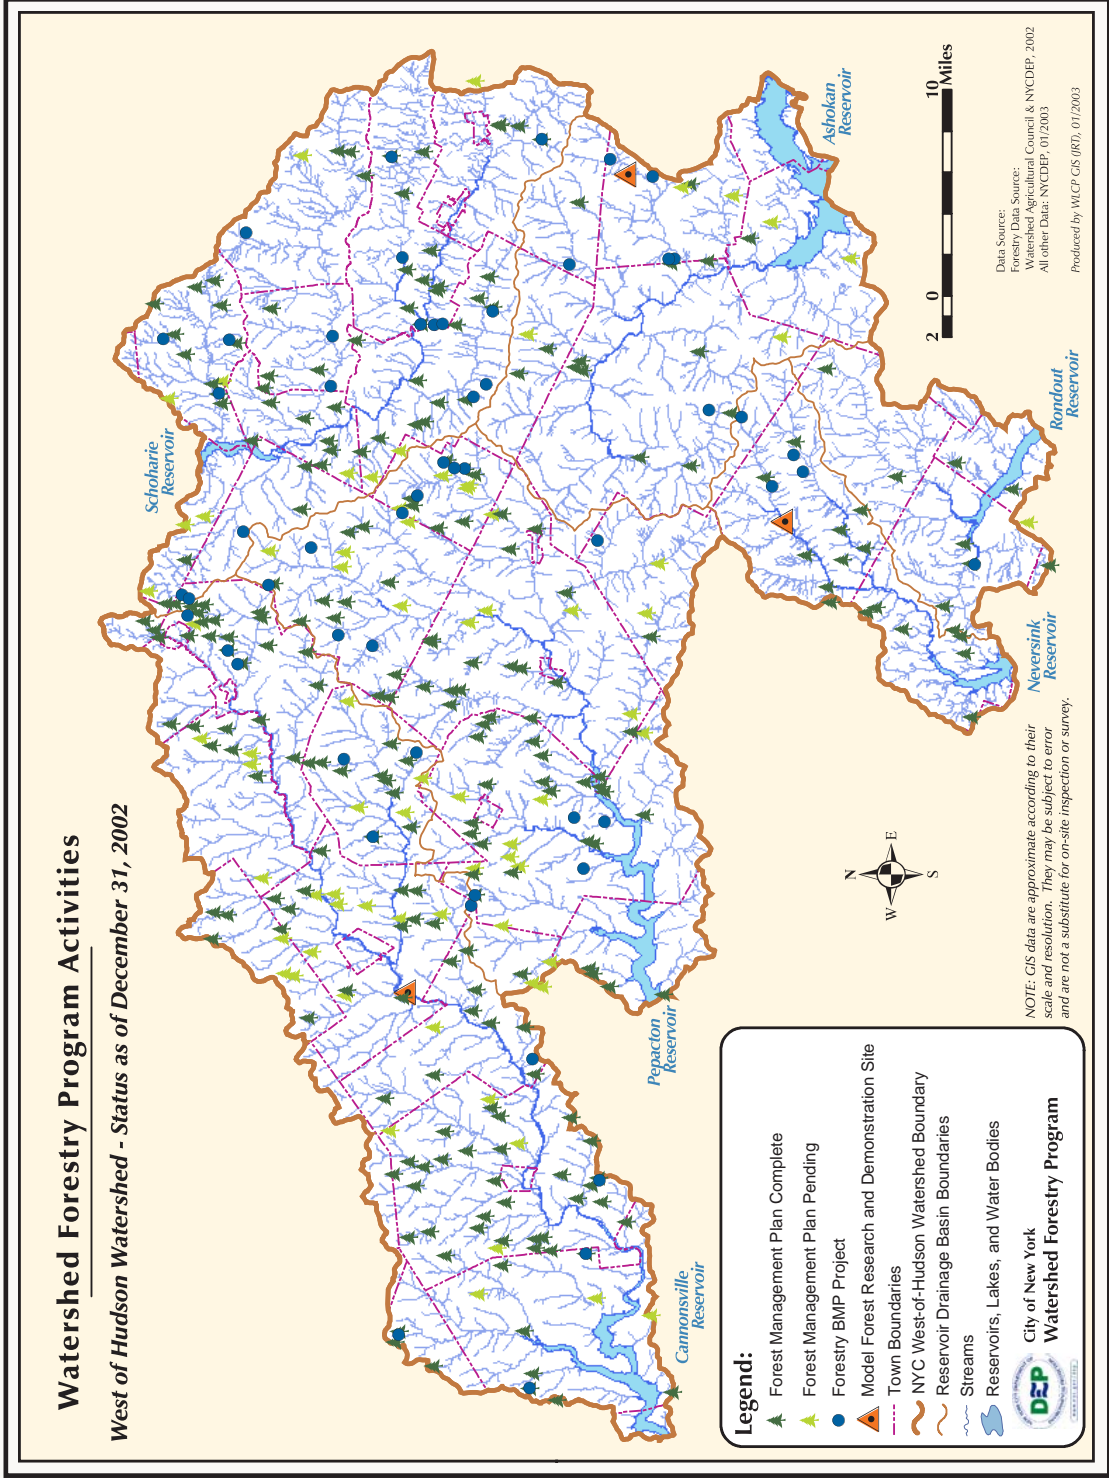 Watershed Forestry Program Activities
West of Hudson Watershed - Status as of December 31, 2002
Schoharie
Reservoir
Ashokan
Reservoir
Rondout
Reservoir
Neversink
Reservoir
Pepacton
Reservoir
Cannonsville
Reservoir
N
W
E
S
2
0
10
Miles
Data Source:
Forestry Data Source:
Watershed Agricultural Council & NYCDEP, 2002
All other Data: NYCDEP, 01/2003
Produced by WLCP GIS (JRT), 01/2003
NOTE: GIS data are approximate according to their
scale and resolution. They may be subject to error
and are not a substitute for on-site inspection or survey.
Legend:
Forest Management Plan Complete
Forest Management Plan Pending
Forestry BMP Project
Model Forest Research and Demonstration Site
Town Boundaries
NYC West-of-Hudson Watershed Boundary
Reservoir Drainage Basin Boundaries
Streams
Reservoirs, Lakes, and Water Bodies
DEP
City of New York
Watershed Forestry Program